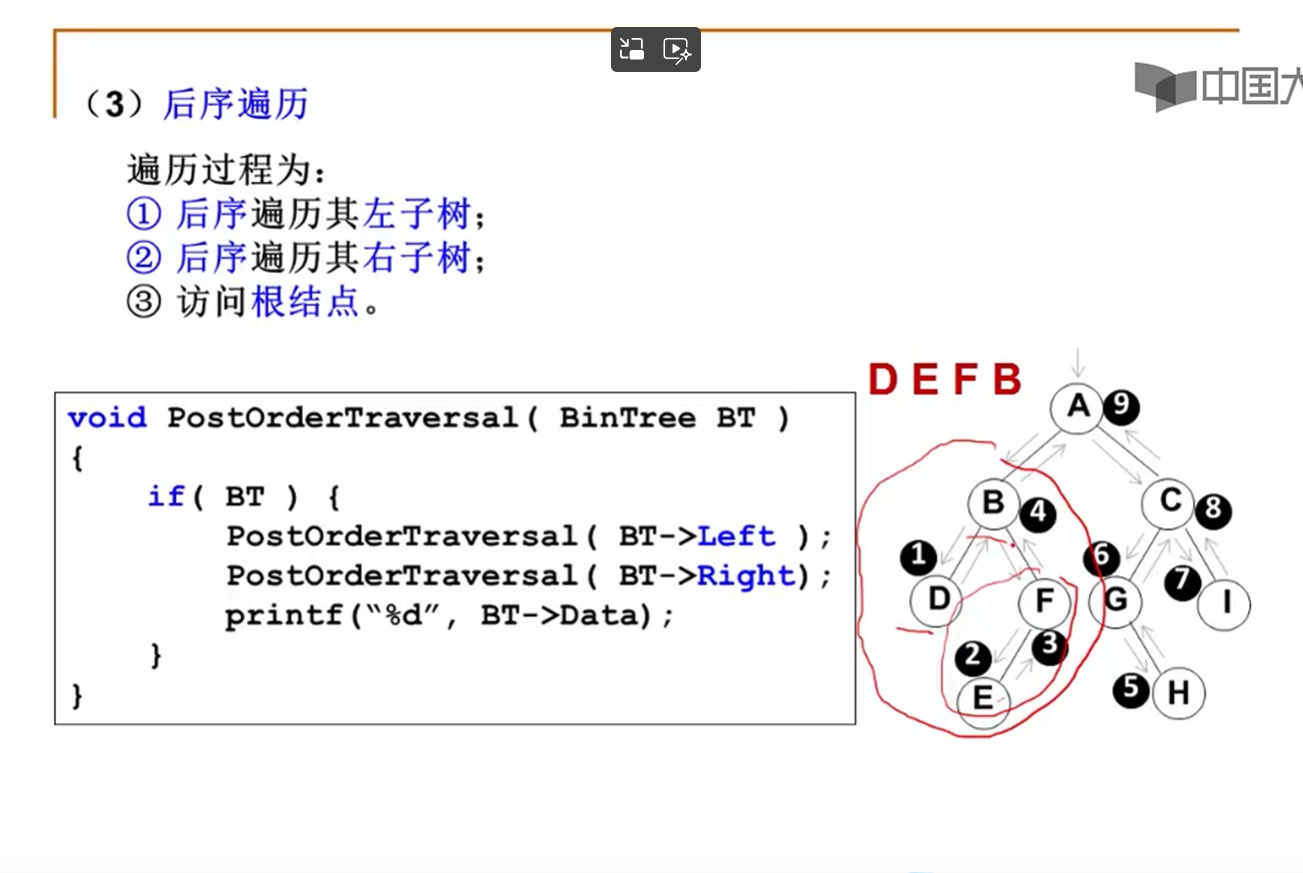 （3）后序遍历
中国大
遍历过程为：
① 后序遍历其左子树；
② 后序遍历其右子树；
③ 访问根结点。
D E F B
void PostOrderTraversal( BinTree BT )
{
if( BT ) {
PostOrderTraversal( BT->Left );
PostOrderTraversal( BT->Right);
printf(“%d”, BT->Data);
}
}
A 9
B 4
C 8
1
6
7
D
F
G
I
2
3
E
5
H